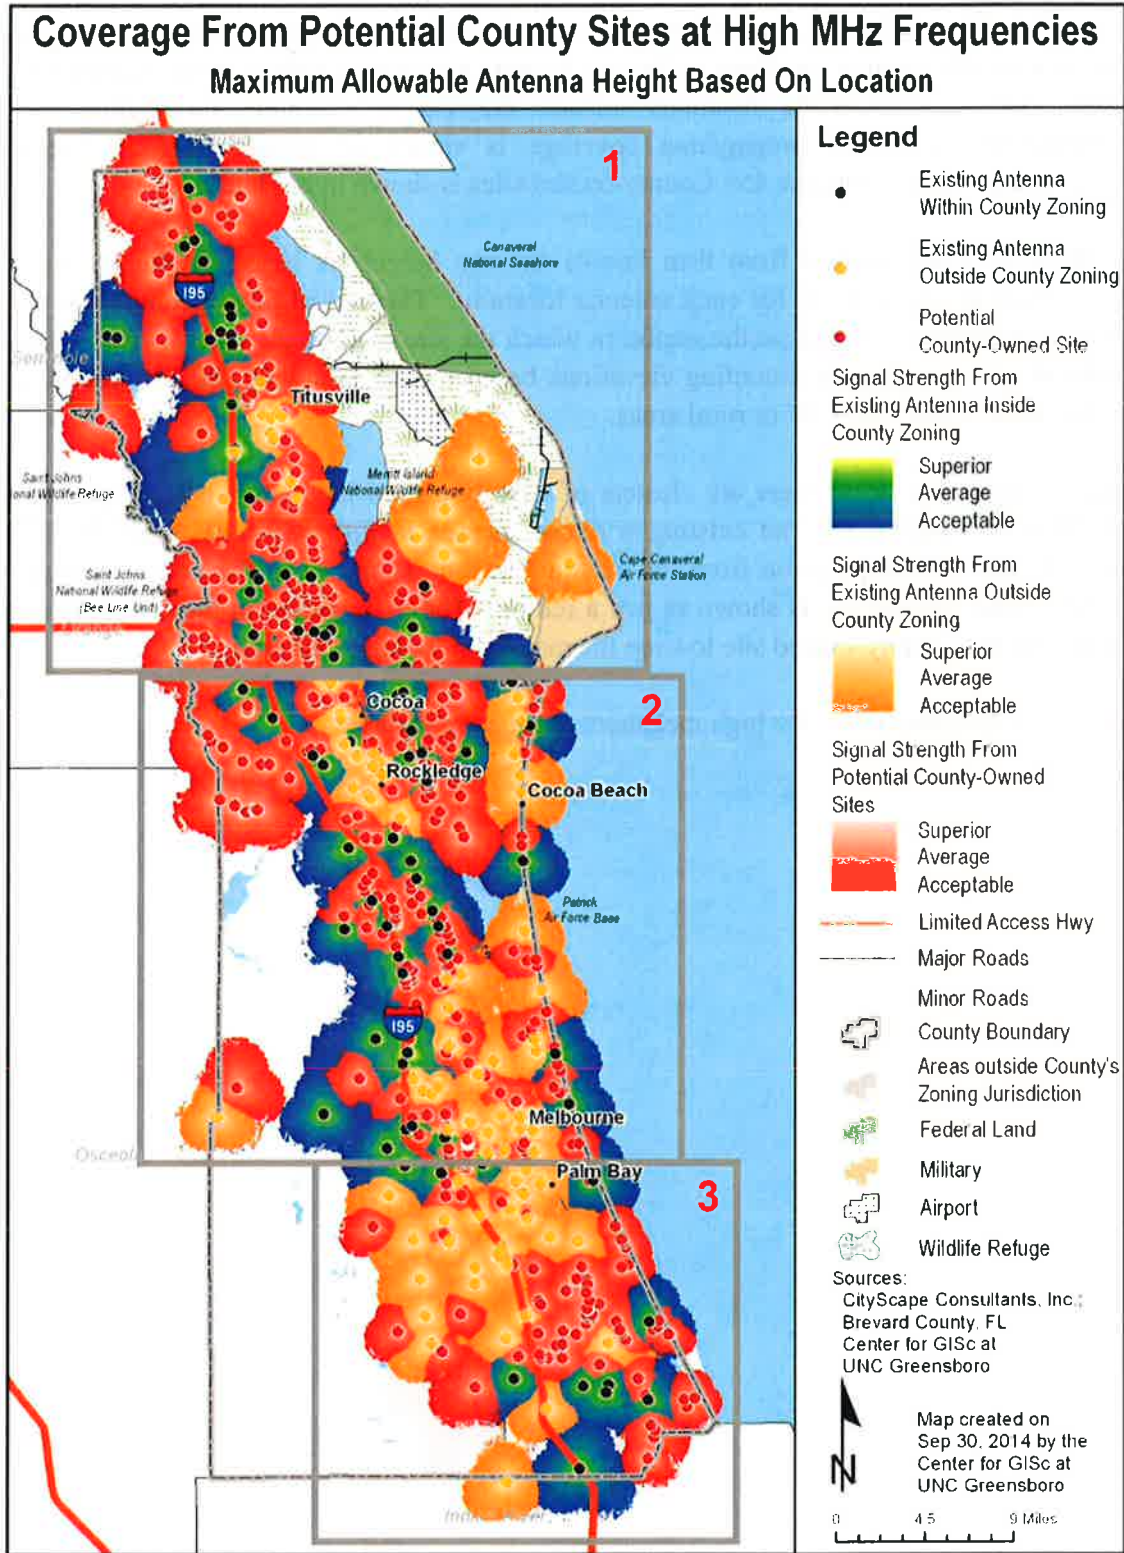 Coverage From Potential County Sites at High MHz Frequencies
Maximum Allowable Antenna Height Based On Location
1
Canaveral
National Seashore
195
Titusville
Merritt Island
National Wildlife Refuge
Saint Johns
onal Wildlife Refuge
Cape Canaveral
Air Force Station
Saint Johns
National Wildlife Refuge
(Bee Line Unit)
2
Cocoa
Rockledge
Cocoa Beach
Patrick
Air Force Base
195
Melbourne
Osceola
Palm Bay
3
Legend
Existing Antenna
Within County Zoning
Existing Antenna
Outside County Zoning
Potential
County-Owned Site
Signal Strength From
Existing Antenna Inside
County Zoning
Superior
Average
Acceptable
Signal Strength From
Existing Antenna Outside
County Zoning
Superior
Average
Acceptable
Signal Strength From
Potential County-Owned
Sites
Superior
Average
Acceptable
Limited Access Hwy
Major Roads
Minor Roads
County Boundary
Areas outside County's
Zoning Jurisdiction
Federal Land
Military
Airport
Wildlife Refuge
Sources:
CityScape Consultants, Inc.;
Brevard County, FL
Center for GISc at
UNC Greensboro
N
Map created on
Sep 30, 2014 by the
Center for GISc at
UNC Greensboro
0 4.5 9 Miles